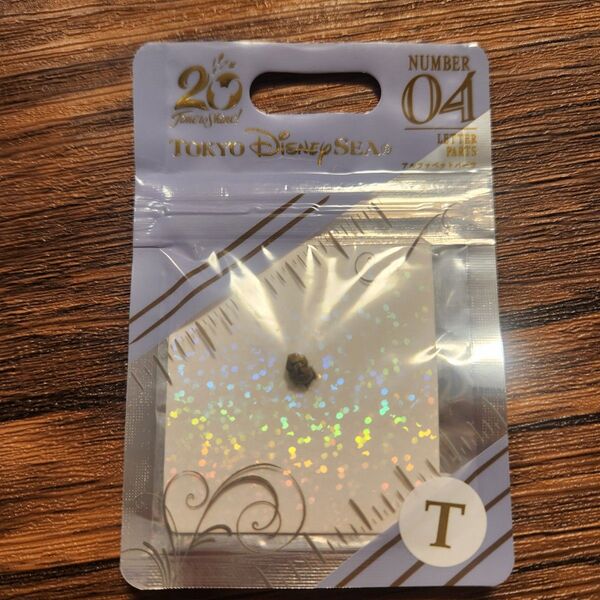 20
Time to Shine!
TOKYO DISNEYSEA®
NUMBER
04
LETTER
PARTS
アルファベットパーツ
T